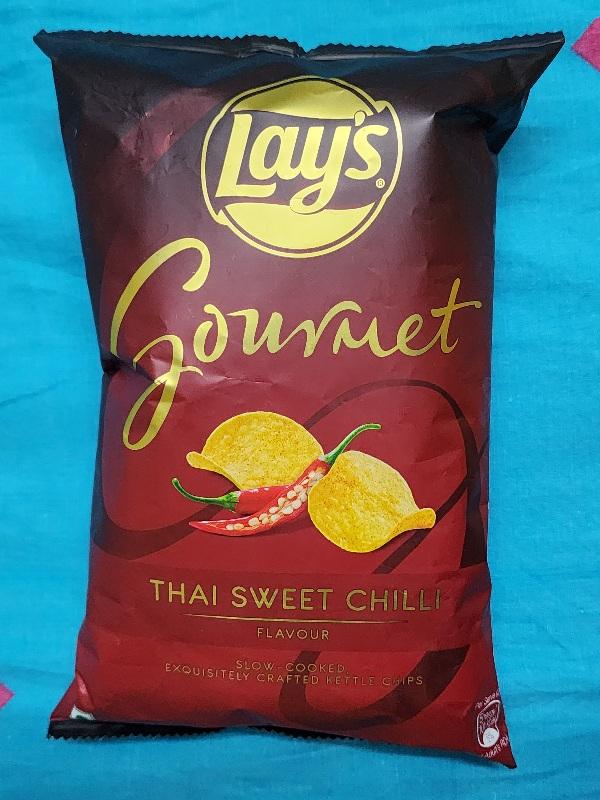 Lay's®
Gourmet
THAI SWEET CHILLI
FLAVOUR
SLOW-COOKED,
EXQUISITELY CRAFTED KETTLE CHIPS